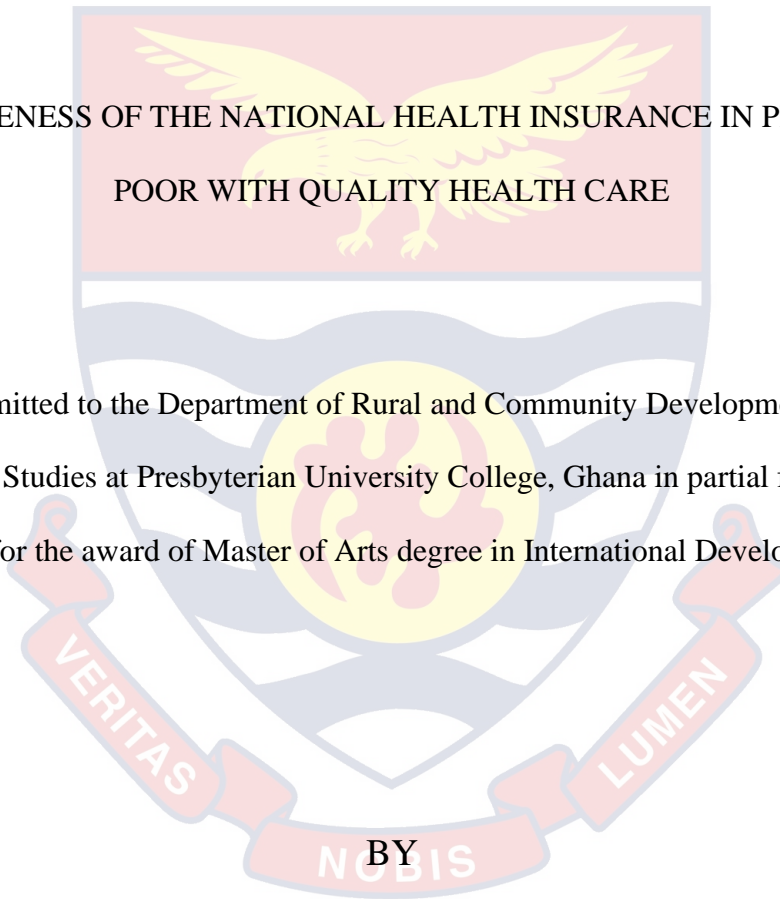 ENESS OF THE NATIONAL HEALTH INSURANCE IN P
POOR WITH QUALITY HEALTH CARE
mitted to the Department of Rural and Community Developm
Studies at Presbyterian University College, Ghana in partial f
for the award of Master of Arts degree in International Develo
VERITAS
NOBIS
LUMEN
BY